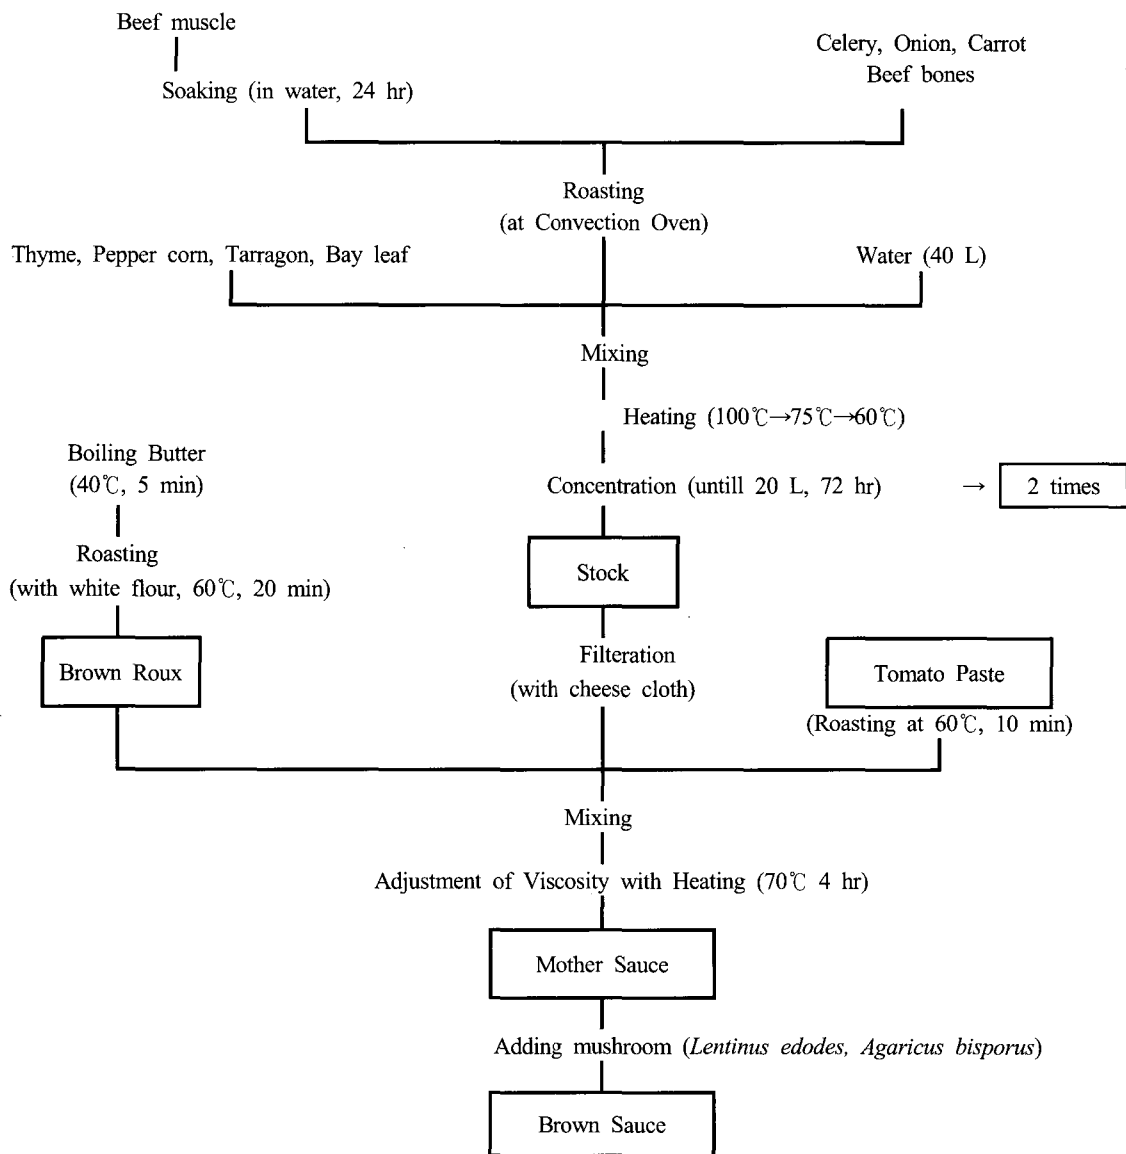 Beef muscle
Celery, Onion, Carrot
Beef bones
Soaking (in water, 24 hr)
Roasting
(at Convection Oven)
Thyme, Pepper corn, Tarragon, Bay leaf
Water (40 L)
Mixing
Heating (100℃→75℃→60℃)
Boiling Butter
(40℃, 5 min)
Concentration (untill 20 L, 72 hr)
→
2 times
Roasting
(with white flour, 60℃, 20 min)
Stock
Brown Roux
Filteration
(with cheese cloth)
Tomato Paste
(Roasting at 60℃, 10 min)
Mixing
Adjustment of Viscosity with Heating (70℃ 4 hr)
Mother Sauce
Adding mushroom (Lentinus edodes, Agaricus bisporus)
Brown Sauce